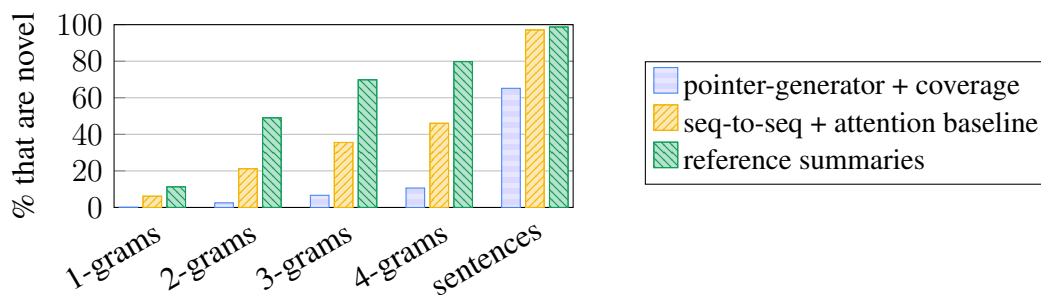 % that are novel
100
80
60
40
20
0
1-grams
2-grams
3-grams
4-grams
sentences
pointer-generator + coverage
seq-to-seq + attention baseline
reference summaries